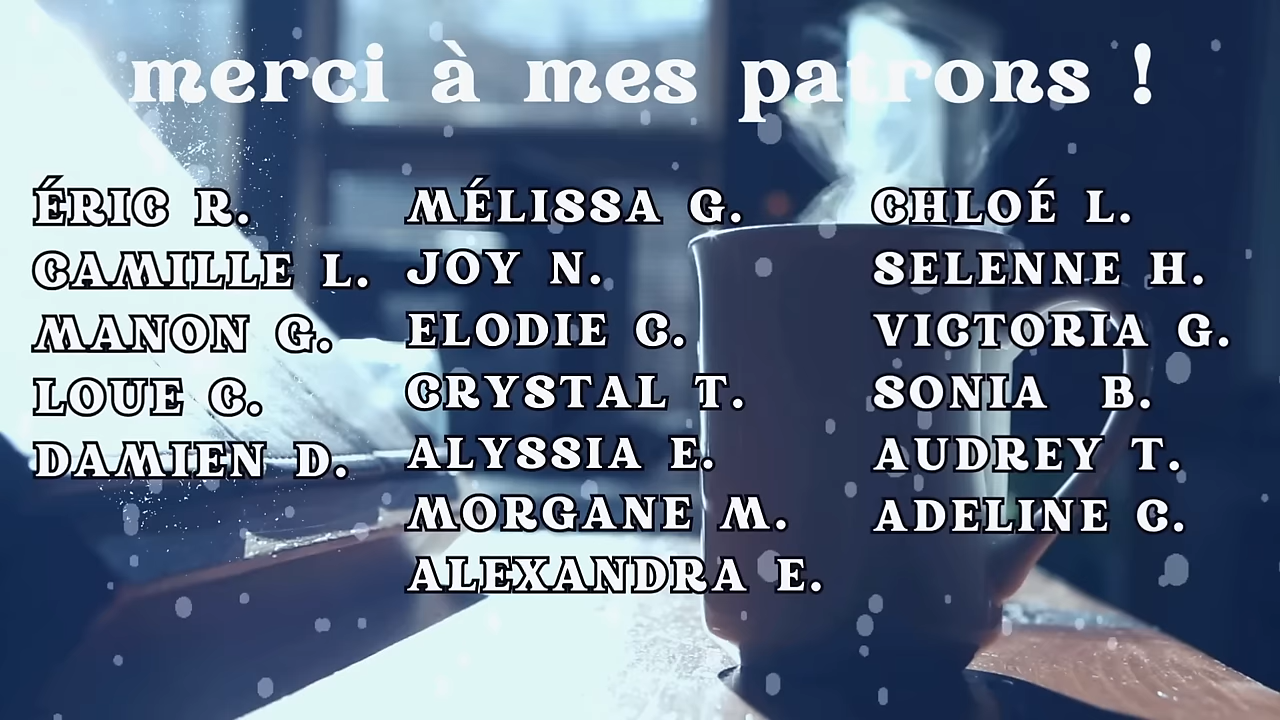 merci à mes patrons !
ÉRIC R.
CAMILLE L.
MANON G.
LOUE C.
DAMIEN D.
MÉLISSA G.
JOY N.
ELODIE C.
CRYSTAL T.
ALYSSIA E.
MORGANE M.
ALEXANDRA E.
CHLOÉ L.
SELENNE H.
VICTORIA G.
SONIA B.
AUDREY T.
ADELINE C.